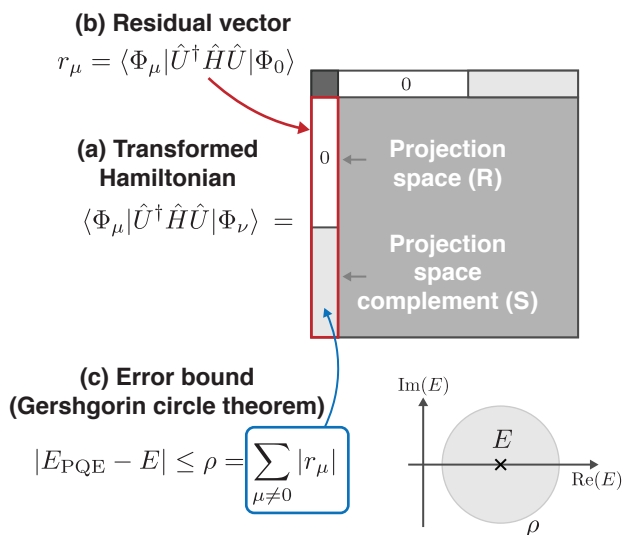 (b) Residual vector
r_μ = ⟨Φ_μ|Û†ĤÛ|Φ_0⟩
0
(a) Transformed
Hamiltonian
⟨Φ_μ|Û†ĤÛ|Φ_ν⟩ =
0
Projection
space (R)
Projection
space
complement (S)
(c) Error bound
(Gershgorin circle theorem)
|E_PQE − E| ≤ ρ = ∑_{μ≠0} |r_μ|
Im(E)
E
Re(E)
ρ